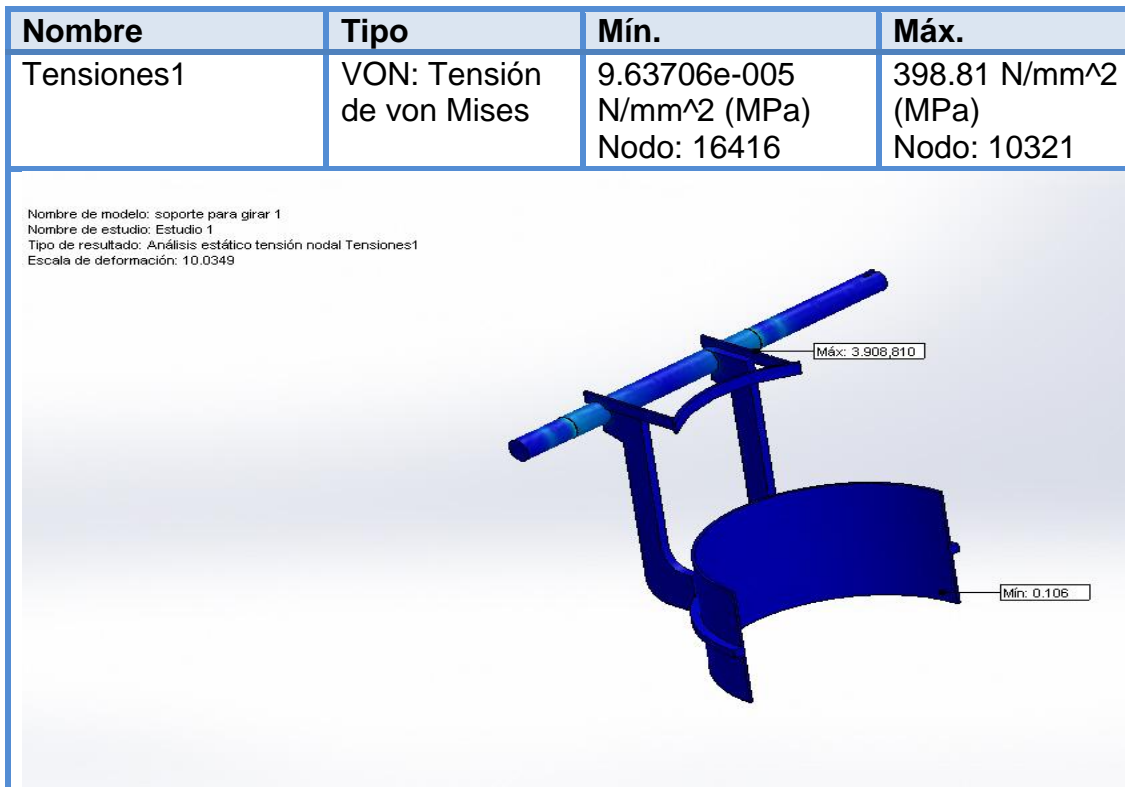 Nombre Tipo Mín. Máx.
Tensiones1 VON: Tensión de von Mises 9.63706e-005 N/mm^2 (MPa) Nodo: 16416 398.81 N/mm^2 (MPa) Nodo: 10321
Nombre de modelo: soporte para girar 1
Nombre de estudio: Estudio 1
Tipo de resultado: Análisis estático tensión nodal Tensiones1
Escala de deformación: 10.0349
Máx: 3.908,810
Mín: 0.106